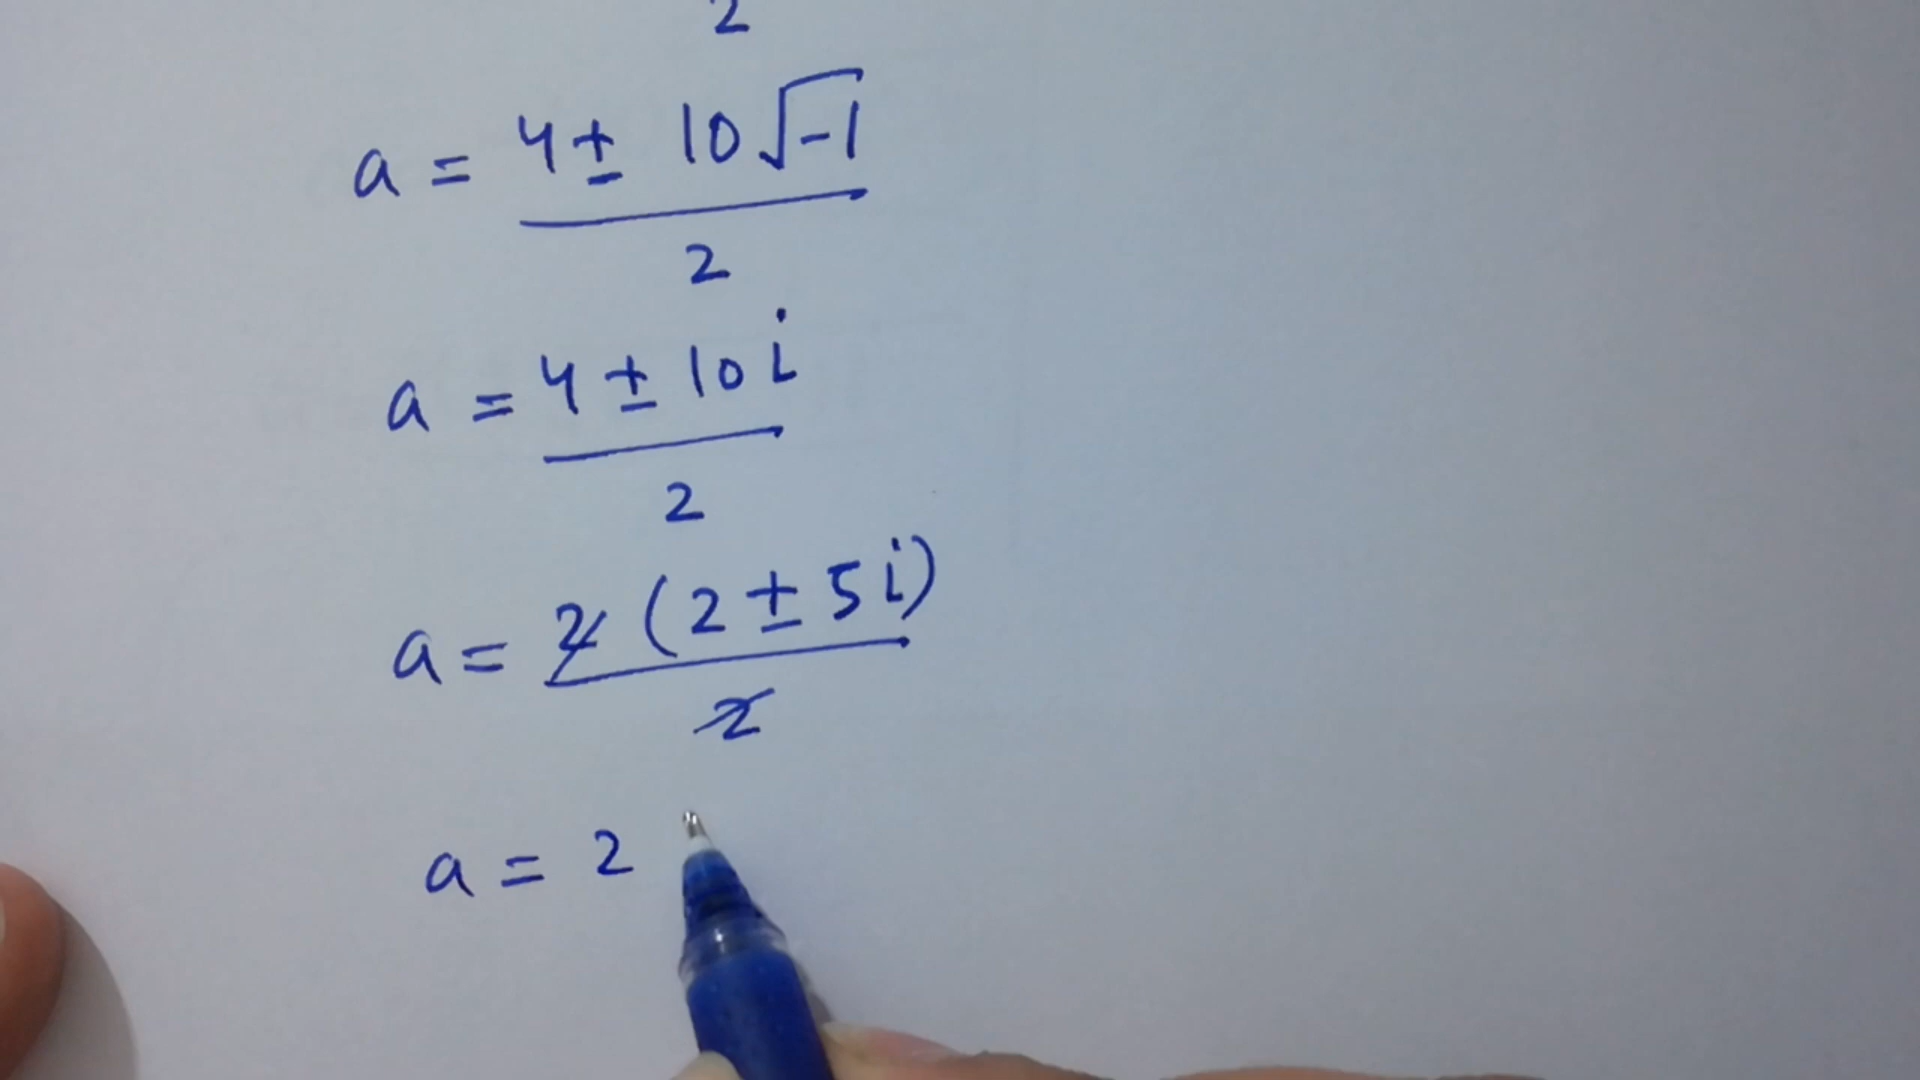 2
a = 4 ± 10√-1
2
a = 4 ± 10i
2
a = 2 (2 ± 5i)
2
a = 2